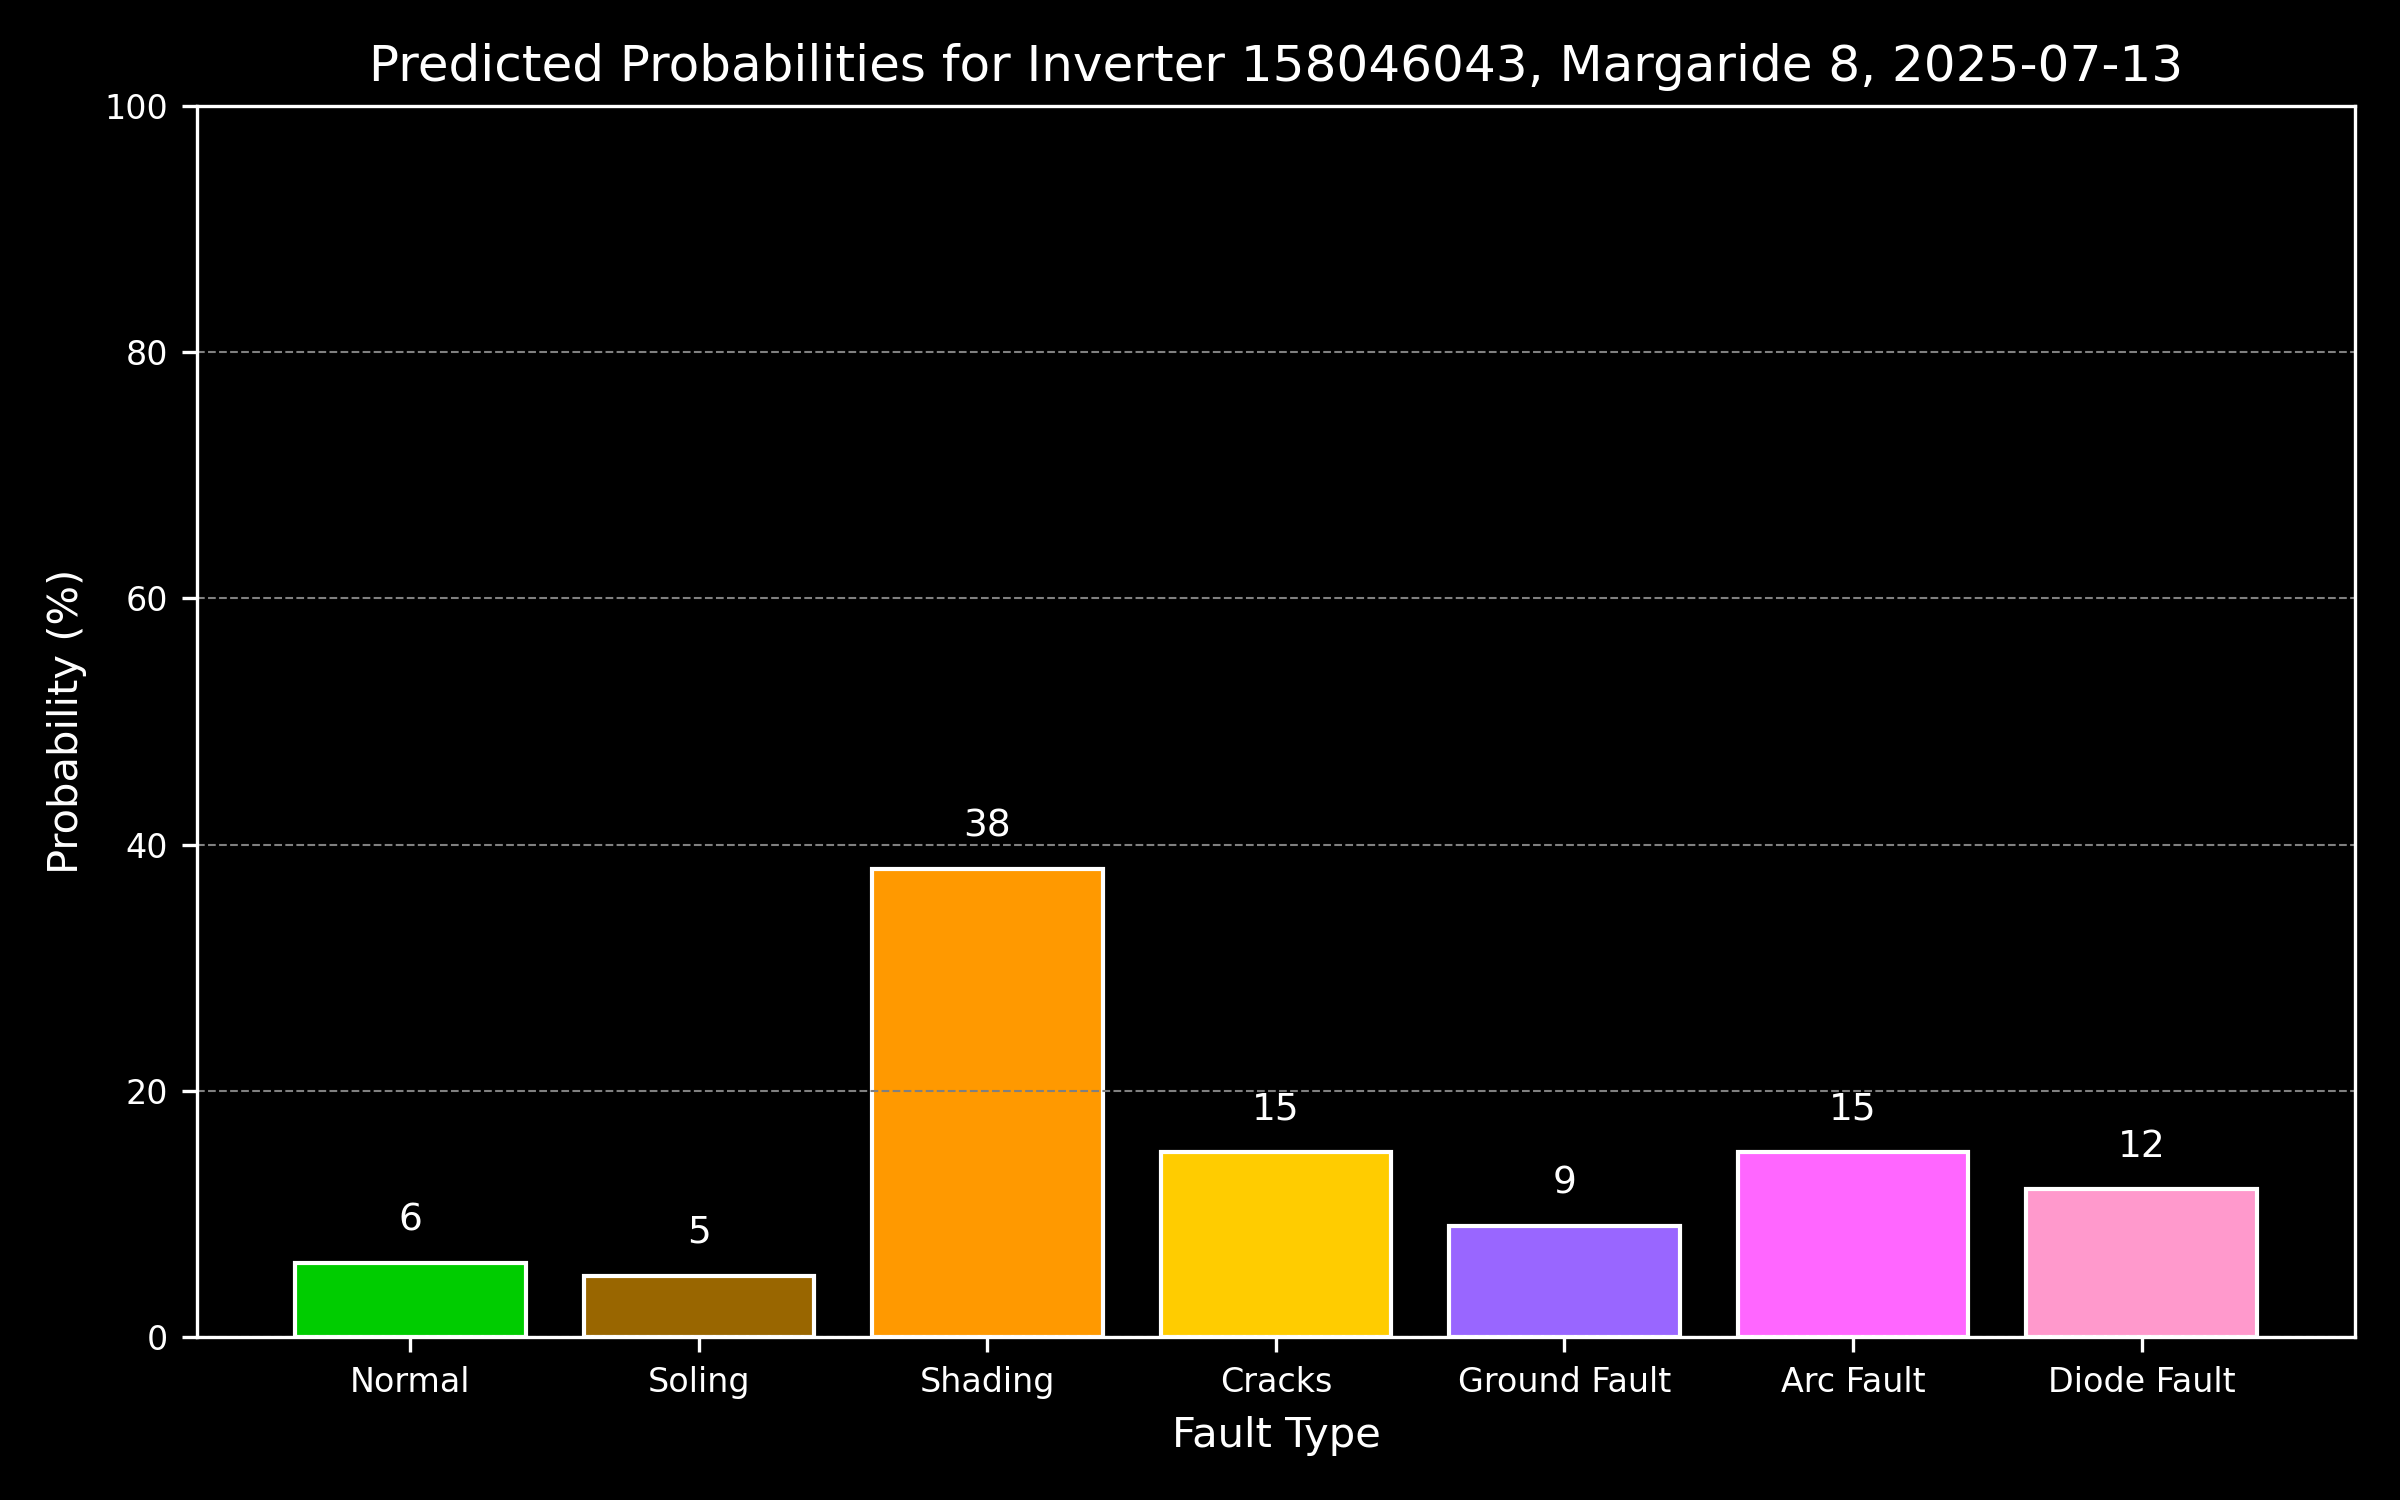 Predicted Probabilities for Inverter 158046043, Margaride 8, 2025-07-13
Probability (%)
100
80
60
40
20
0
6
5
38
15
9
15
12
Normal
Soling
Shading
Cracks
Ground Fault
Arc Fault
Diode Fault
Fault Type